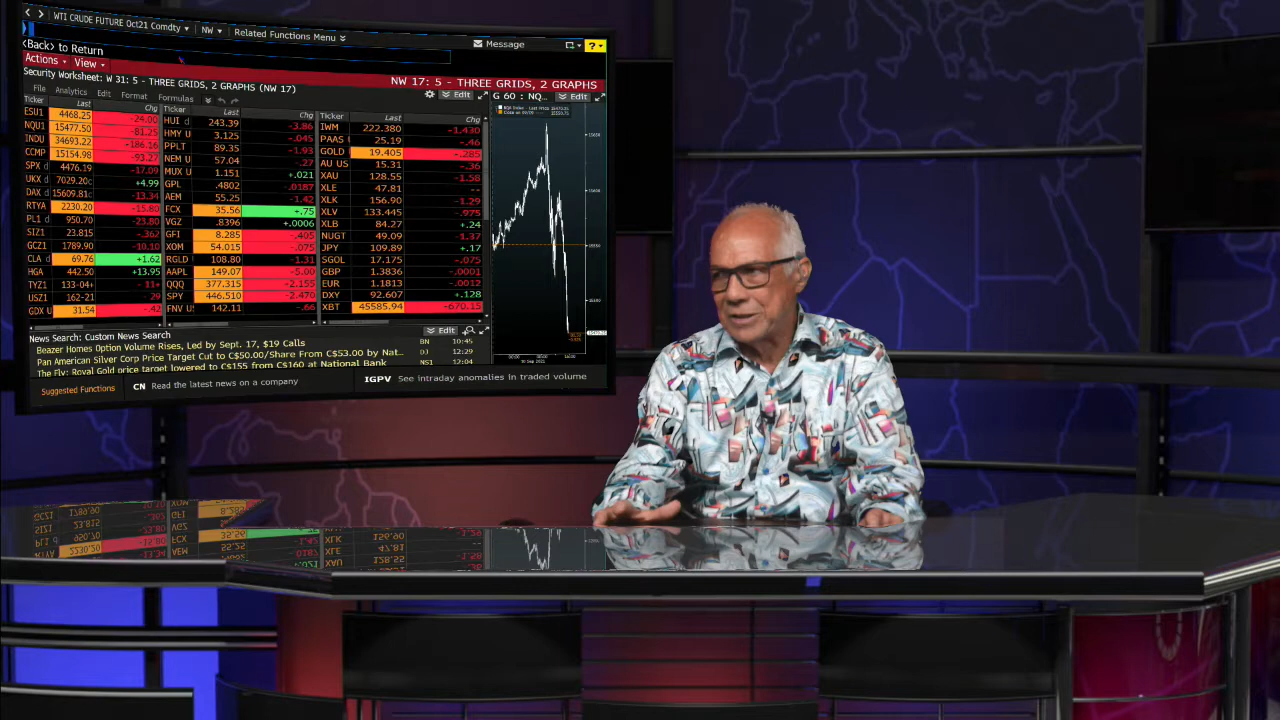 WTI CRUDE FUTURE Oct21 Comdty NW Related Functions Menu
Message ?
<Back> to Return
Actions View
NW 17: 5 - THREE GRIDS, 2 GRAPHS
Security Worksheet: W 31: 5 - THREE GRIDS, 2 GRAPHS (NW 17)
File Analytics Edit Format Formulas Edit
G 60 : NQ... Edit
Ticker Last Chg
ESU1 4468.25 -24.00
NQU1 15477.50 -81.25
INDU 34693.22 -186.16
CCMP 15154.98 -93.27
SPX d 4476.19 -17.09
UKX d 7029.20 +4.99
DAX d 15609.81 -13.34
RTYA 2230.20 -15.80
PL1 d 950.70 -23.80
SIZ1 23.815 -.362
GCZ1 1789.90 -10.10
CLA d 69.76 +1.62
HGA 442.50 +13.95
TYZ1 133-04+ -11+
USZ1 162-21 29
GDX U 31.54 -.42
Ticker Last Chg
HUI d 243.39 -3.86
HMY U 3.125 -.045
PPLT 89.35 -1.93
NEM U 57.04 -.27
MUX U 1.151 +.021
GPL .4802 -.0187
AEM 55.25 -1.42
FCX 35.56 +.75
VGZ .8396 +.0006
GFI 8.285 -.405
XOM 54.015 -.075
RGLD 108.80 -1.31
AAPL 149.07 -5.00
QQQ 377.315 -2.155
SPY 446.510 -2.470
FNV U 142.11 -.66
Ticker Last Chg
IWM 222.380 -1.430
PAAS 25.19 -.46
GOLD 19.405 -.285
AU US 15.31 -.36
XAU 128.55 -1.58
XLE 47.81 --
XLK 156.90 -1.29
XLV 133.445 -.975
XLB 84.27 +.24
NUGT 49.09 -1.37
JPY 109.89 +.17
SGOL 17.175 -.075
GBP 1.3836 -.0001
EUR 1.1813 -.0012
DXY 92.607 +.128
XBT 45585.94 -670.15
News Search: Custom News Search Edit
Beazer Homes Option Volume Rises, Led by Sept. 17, $19 Calls BN 10:45
Pan American Silver Corp Price Target Cut to C$50.00/Share From C$53.00 by Nat... DJ 12:29
The Fly: Royal Gold price target lowered to C$155 from C$160 at National Bank NS1 12:04
Suggested Functions CN Read the latest news on a company IGPV See intraday anomalies in traded volume